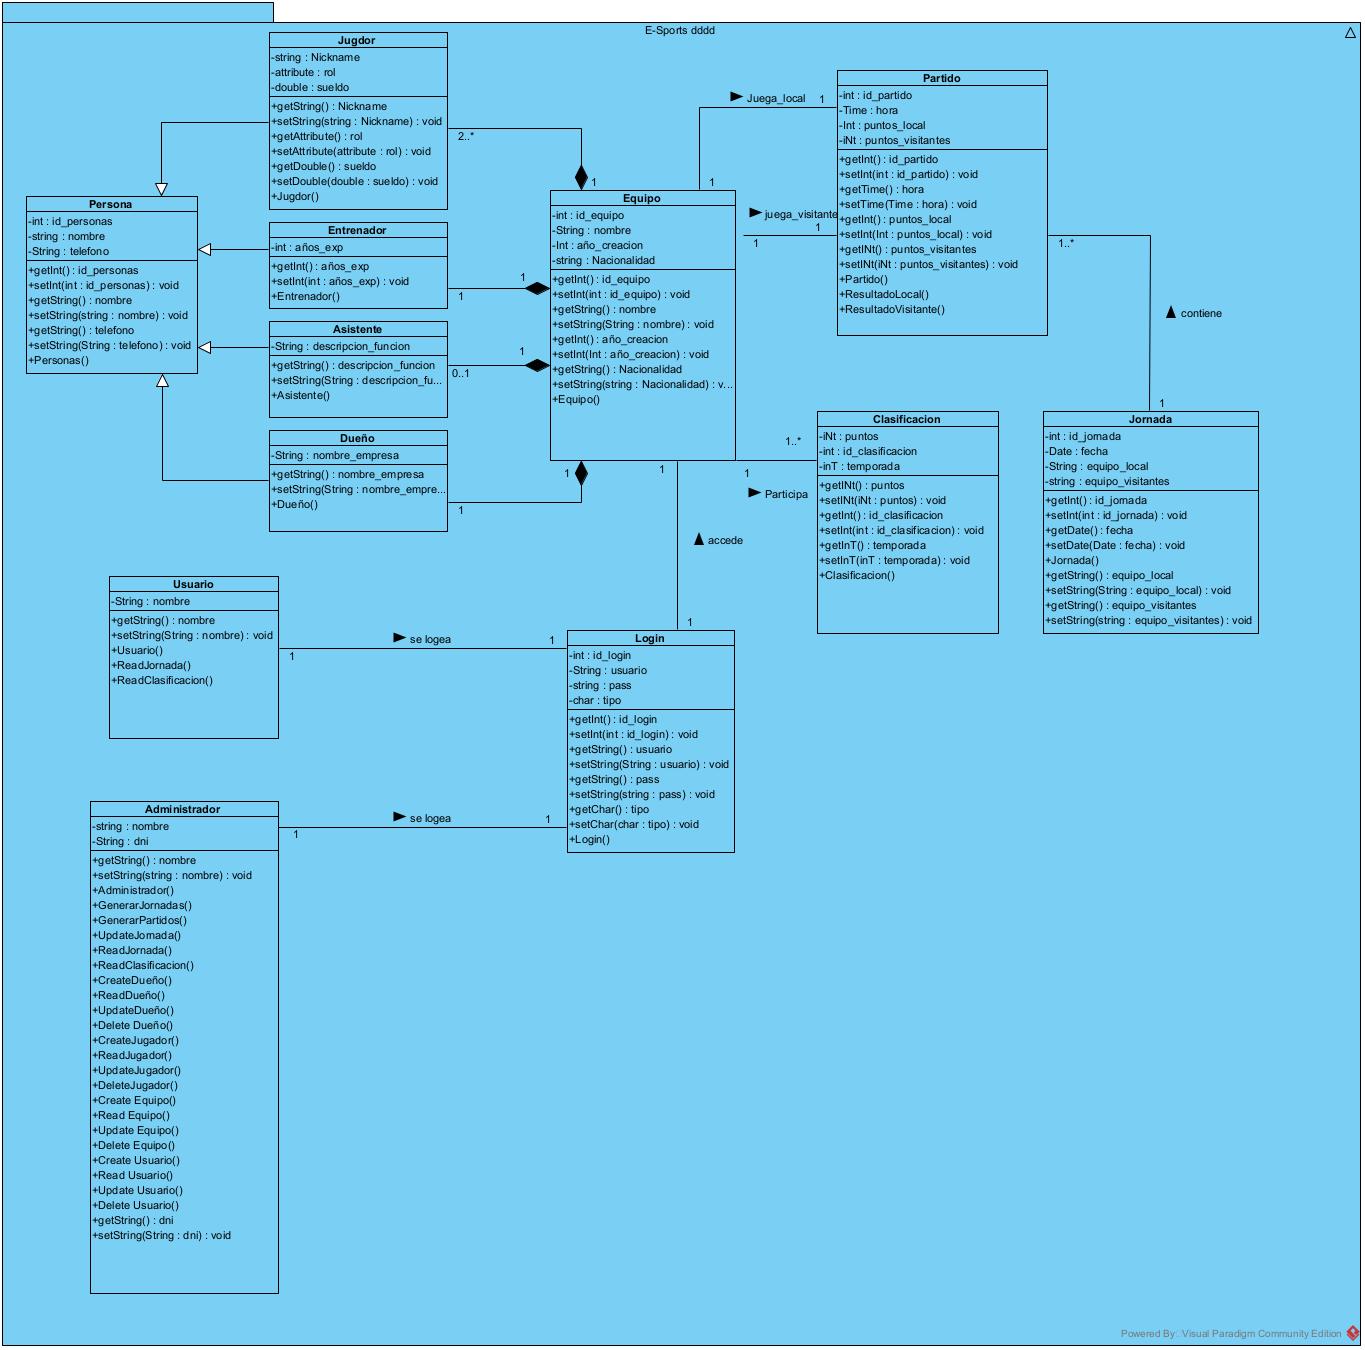 E-Sports dddd
Jugdor
-string : Nickname
-attribute : rol
-double : sueldo
+getString() : Nickname
+setString(string : Nickname) : void
+getAttribute() : rol
+setAttribute(attribute : rol) : void
+getDouble() : sueldo
+setDouble(double : sueldo) : void
+Jugdor()
2..*
1
Persona
-int : id_personas
-string : nombre
-String : telefono
+getInt() : id_personas
+setInt(int : id_personas) : void
+getString() : nombre
+setString(string : nombre) : void
+getString() : telefono
+setString(String : telefono) : void
+Personas()
Entrenador
-int : años_exp
+getInt() : años_exp
+setInt(int : años_exp) : void
+Entrenador()
1
1
Asistente
-String : descripcion_funcion
+getString() : descripcion_funcion
+setString(String : descripcion_fu...
+Asistente()
1
0..1
Dueño
-String : nombre_empresa
+getString() : nombre_empresa
+setString(String : nombre_empre...
+Dueño()
1
1
Equipo
-int : id_equipo
-String : nombre
-Int : año_creacion
-string : Nacionalidad
+getInt() : id_equipo
+setInt(int : id_equipo) : void
+getString() : nombre
+setString(String : nombre) : void
+getInt() : año_creacion
+setInt(Int : año_creacion) : void
+getString() : Nacionalidad
+setString(string : Nacionalidad) : v...
+Equipo()
Juega_local
1
1
juega_visitante
1
1
Partido
-int : id_partido
-Time : hora
-Int : puntos_local
-iNt : puntos_visitantes
+getInt() : id_partido
+setInt(int : id_partido) : void
+getTime() : hora
+setTime(Time : hora) : void
+getInt() : puntos_local
+setInt(Int : puntos_local) : void
+getINt() : puntos_visitantes
+setINt(iNt : puntos_visitantes) : void
+Partido()
+ResultadoLocal()
+ResultadoVisitante()
1..*
contiene
1
Clasificacion
-iNt : puntos
-int : id_clasificacion
-inT : temporada
+getINt() : puntos
+setINt(iNt : puntos) : void
+getInt() : id_clasificacion
+setInt(int : id_clasificacion) : void
+getInT() : temporada
+setInT(inT : temporada) : void
+Clasificacion()
1..*
1
Participa
Jornada
-int : id_jornada
-Date : fecha
-String : equipo_local
-string : equipo_visitantes
+getInt() : id_jornada
+setInt(int : id_jornada) : void
+getDate() : fecha
+setDate(Date : fecha) : void
+Jornada()
+getString() : equipo_local
+setString(String : equipo_local) : void
+getString() : equipo_visitantes
+setString(string : equipo_visitantes) : void
1
accede
1
Usuario
-String : nombre
+getString() : nombre
+setString(String : nombre) : void
+Usuario()
+ReadJornada()
+ReadClasificacion()
se logea
1
1
Login
-int : id_login
-String : usuario
-string : pass
-char : tipo
+getInt() : id_login
+setInt(int : id_login) : void
+getString() : usuario
+setString(String : usuario) : void
+getString() : pass
+setString(string : pass) : void
+getChar() : tipo
+setChar(char : tipo) : void
+Login()
se logea
1
1
Administrador
-string : nombre
-String : dni
+getString() : nombre
+setString(string : nombre) : void
+Administrador()
+GenerarJornadas()
+GenerarPartidos()
+UpdateJornada()
+ReadJornada()
+ReadClasificacion()
+CreateDueño()
+ReadDueño()
+UpdateDueño()
+Delete Dueño()
+CreateJugador()
+ReadJugador()
+UpdateJugador()
+DeleteJugador()
+Create Equipo()
+Read Equipo()
+Update Equipo()
+Delete Equipo()
+Create Usuario()
+Read Usuario()
+Update Usuario()
+Delete Usuario()
+getString() : dni
+setString(String : dni) : void
Powered By: Visual Paradigm Community Edition